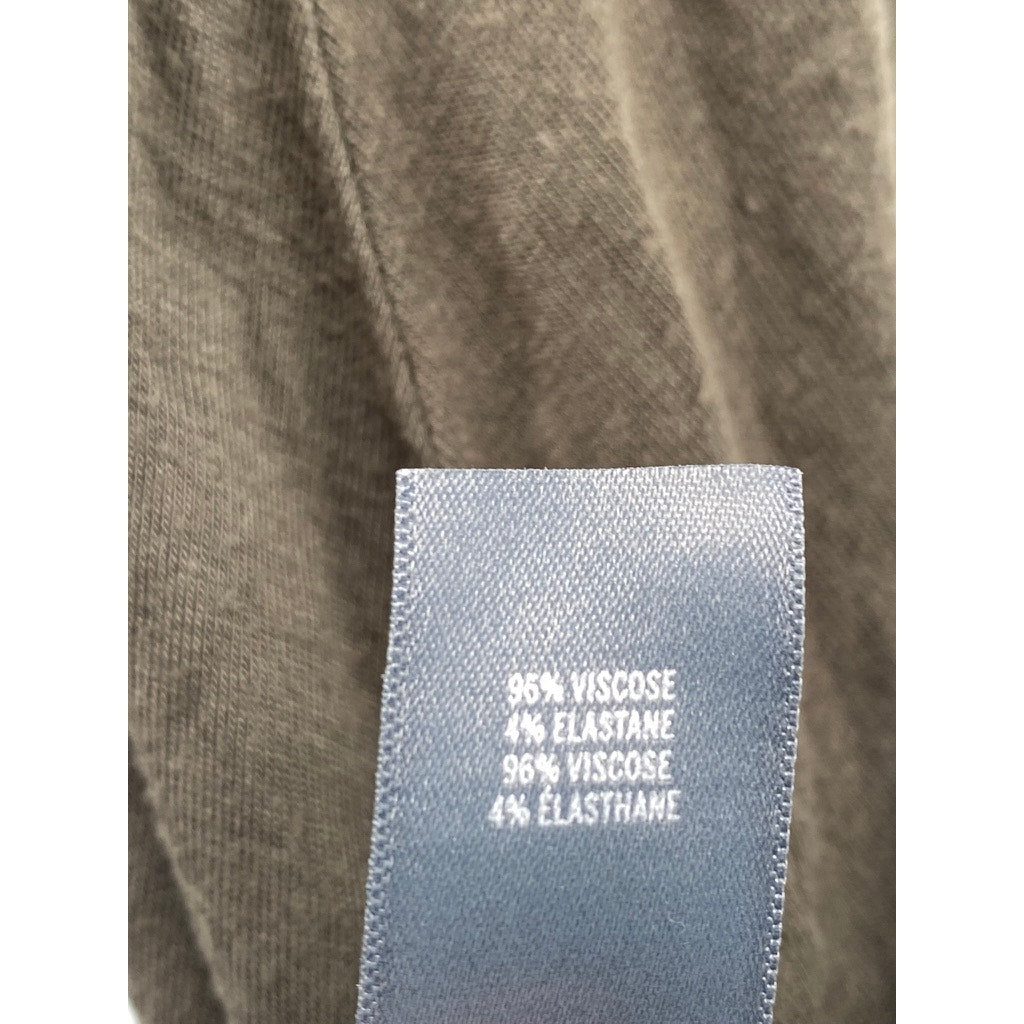 96% VISCOSE
4% ELASTANE
96% VISCOSE
4% ÉLASTHANE